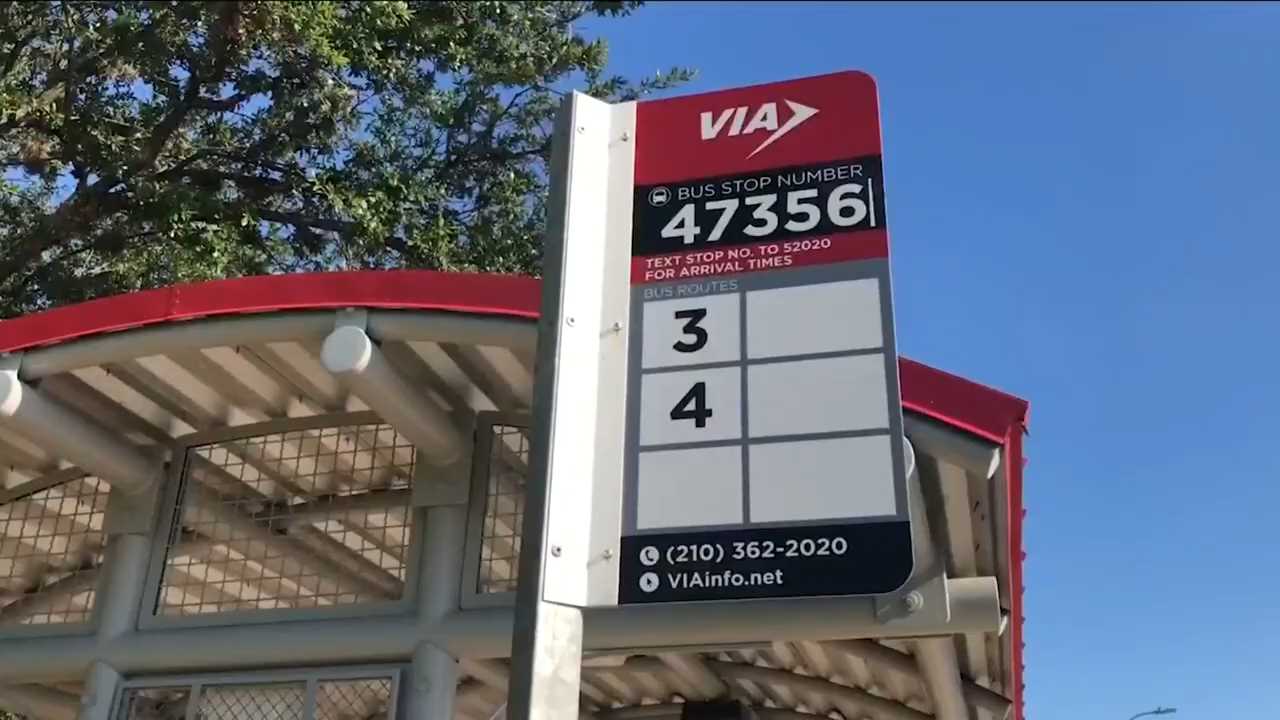 VIA
BUS STOP NUMBER
47356
TEXT STOP NO. TO 52020
FOR ARRIVAL TIMES
BUS ROUTES
3
4
(210) 362-2020
VIAinfo.net